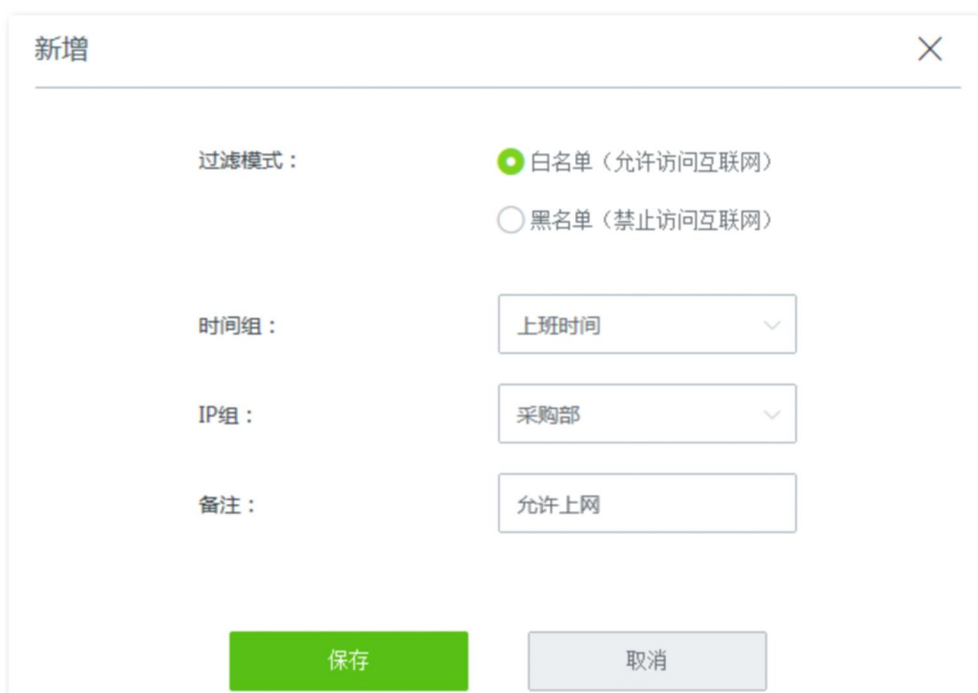 新增
过滤模式：
白名单（允许访问互联网）
黑名单（禁止访问互联网）
时间组：
上班时间
IP组：
采购部
备注：
允许上网
保存
取消